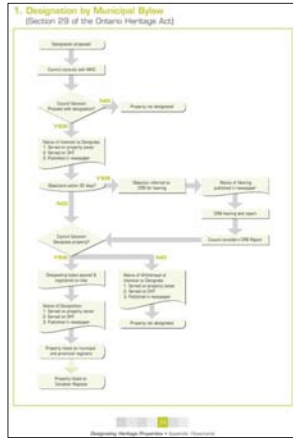 1. Designation by Municipal Bylaw
(Section 29 of the Ontario Heritage Act)
Designation proposed
Council consults with MHC
Council Decision:
Proceed with designation?
NO
Property not designated
YES
Notice of Intention to Designate:
1. Served on property owner
2. Served on OHT
3. Published in newspaper
Objections within 30 days?
YES
Objection referred to
CRB for hearing
Notice of Hearing
published in newspaper
NO
CRB hearing and report
Council considers CRB Report
Council Decision:
Designate property?
YES
NO
Designating bylaw passed &
registered on title
Notice of Withdrawal of
Intention to Designate:
1. Served on property owner
2. Served on OHT
3. Published in newspaper
Notice of Designation:
1. Served on property owner
2. Served on OHT
3. Published in newspaper
Property not designated
Property listed on municipal
and provincial registers
Property listed on
Canadian Register
Designating Heritage Properties • Appendix: Flowcharts